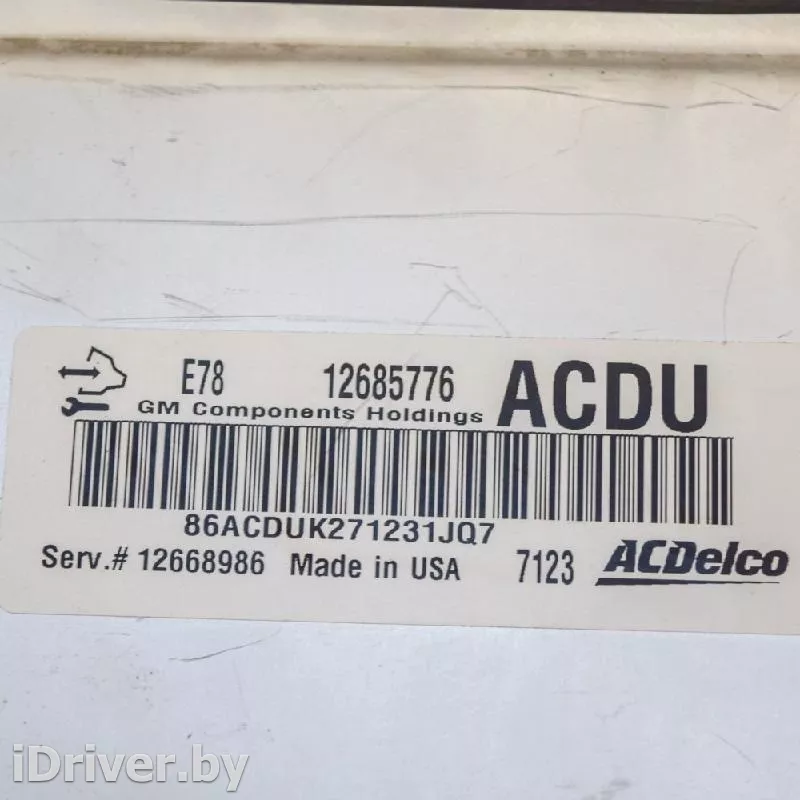 E78 12685776 ACDU
GM Components Holdings
86ACDUK271231JQ7
Serv.# 12668986 Made in USA 7123 ACDelco
iDriver.by